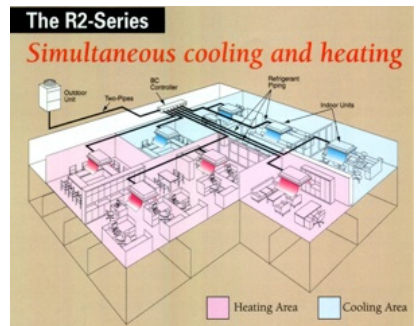 The R2-Series
Simultaneous cooling and heating
Outdoor
Unit
Two-Pipes
BC
Controller
Refrigerant
Piping
Indoor Units
Heating Area
Cooling Area